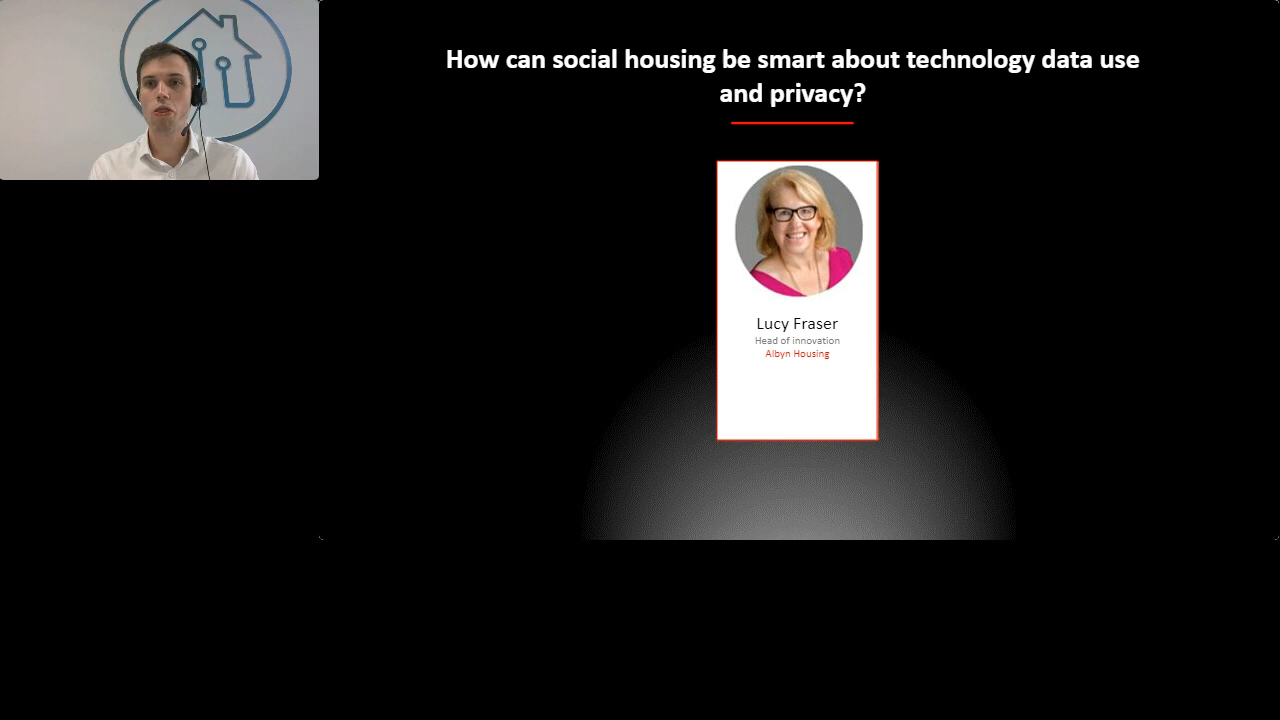 How can social housing be smart about technology data use
and privacy?
Lucy Fraser
Head of innovation
Albyn Housing